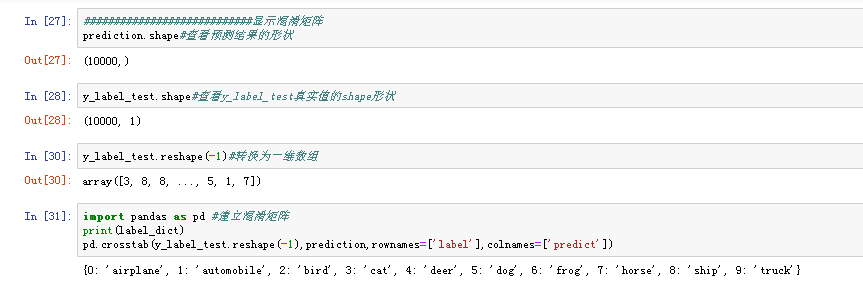 In [27]: ############################显示混淆矩阵
prediction.shape#查看预测结果的形状
Out[27]: (10000,)
In [28]: y_label_test.shape#查看y_label_test真实值的shape形状
Out[28]: (10000, 1)
In [30]: y_label_test.reshape(-1)#转换为一维数组
Out[30]: array([3, 8, 8, ..., 5, 1, 7])
In [31]: import pandas as pd #建立混淆矩阵
print(label_dict)
pd.crosstab(y_label_test.reshape(-1),prediction,rownames=['label'],colnames=['predict'])
{0: 'airplane', 1: 'automobile', 2: 'bird', 3: 'cat', 4: 'deer', 5: 'dog', 6: 'frog', 7: 'horse', 8: 'ship', 9: 'truck'}